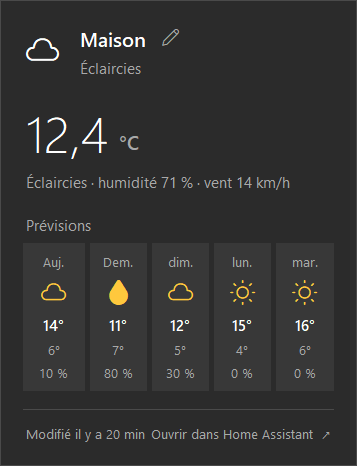 Maison
Éclaircies
12,4 °C
Éclaircies · humidité 71 % · vent 14 km/h
Prévisions
Auj. Dem. dim. lun. mar.
14° 11° 12° 15° 16°
6° 7° 5° 4° 6°
10 % 80 % 30 % 0 % 0 %
Modifié il y a 20 min Ouvrir dans Home Assistant ↗